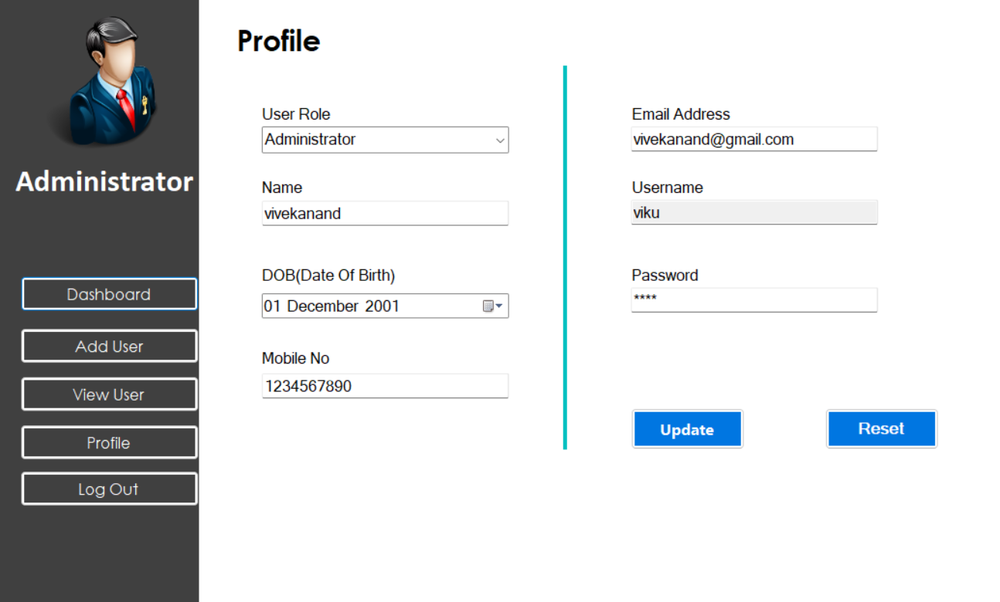 Administrator
Dashboard
Add User
View User
Profile
Log Out
Profile
User Role
Administrator
Name
vivekanand
DOB(Date Of Birth)
01 December 2001
Mobile No
1234567890
Email Address
vivekanand@gmail.com
Username
viku
Password
****
Update
Reset